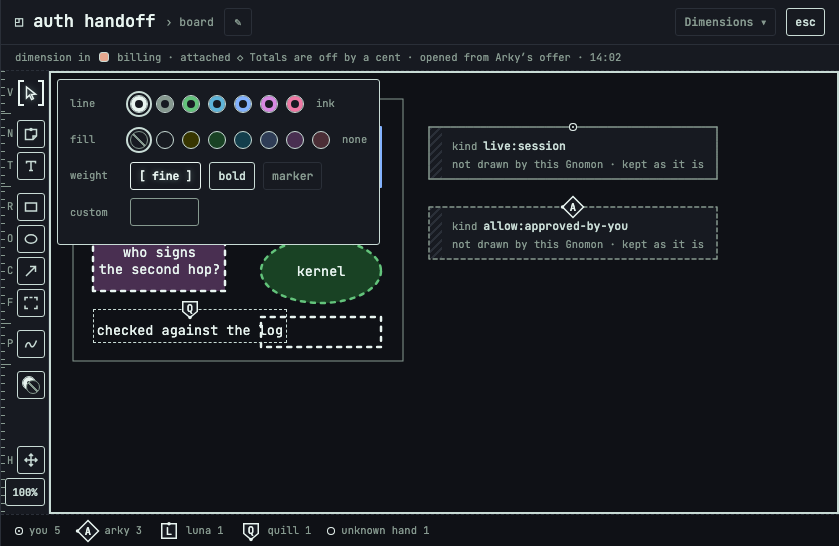 auth handoff › board ✎ Dimensions ▾ esc
dimension in billing · attached ◇ Totals are off by a cent · opened from Arky’s offer · 14:02
V
N
T
R
O
C
F
P
H
100%
line ink
fill none
weight [ fine ] bold marker
custom
who signs
the second hop?
kernel
Q
checked against the log
kind live:session
not drawn by this Gnomon · kept as it is
A
kind allow:approved-by-you
not drawn by this Gnomon · kept as it is
you 5 A arky 3 L luna 1 Q quill 1 unknown hand 1